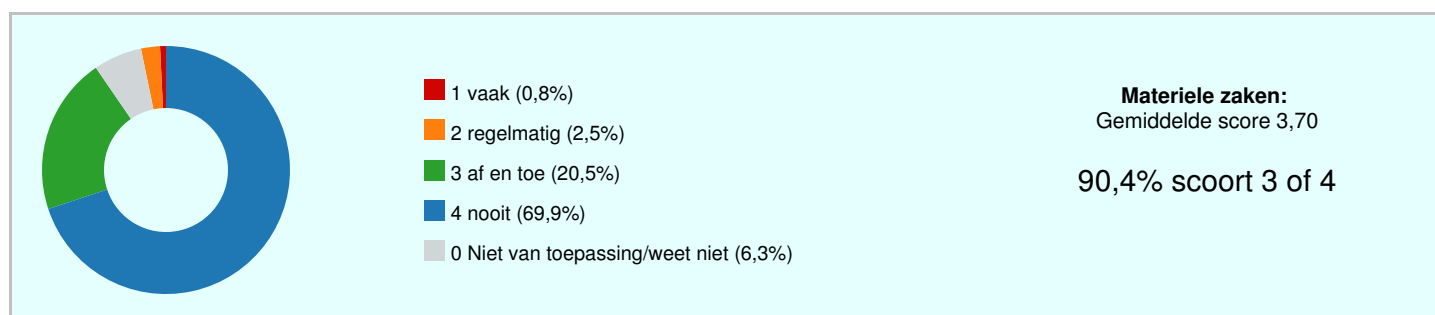 1 vaak (0,8%)
2 regelmatig (2,5%)
3 af en toe (20,5%)
4 nooit (69,9%)
0 Niet van toepassing/weet niet (6,3%)
Materiele zaken:
Gemiddelde score 3,70
90,4% scoort 3 of 4